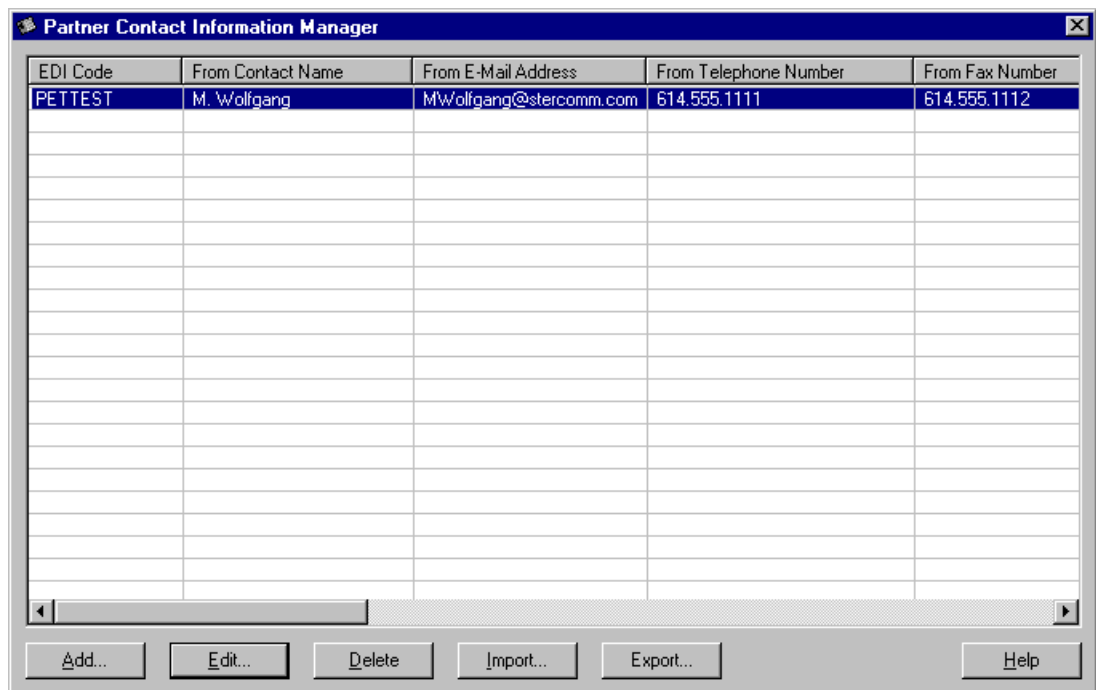 Partner Contact Information Manager
EDI Code From Contact Name From E-Mail Address From Telephone Number From Fax Number
PETTEST M. Wolfgang MWolfgang@stercomm.com 614.555.1111 614.555.1112
Add... Edit... Delete Import... Export... Help